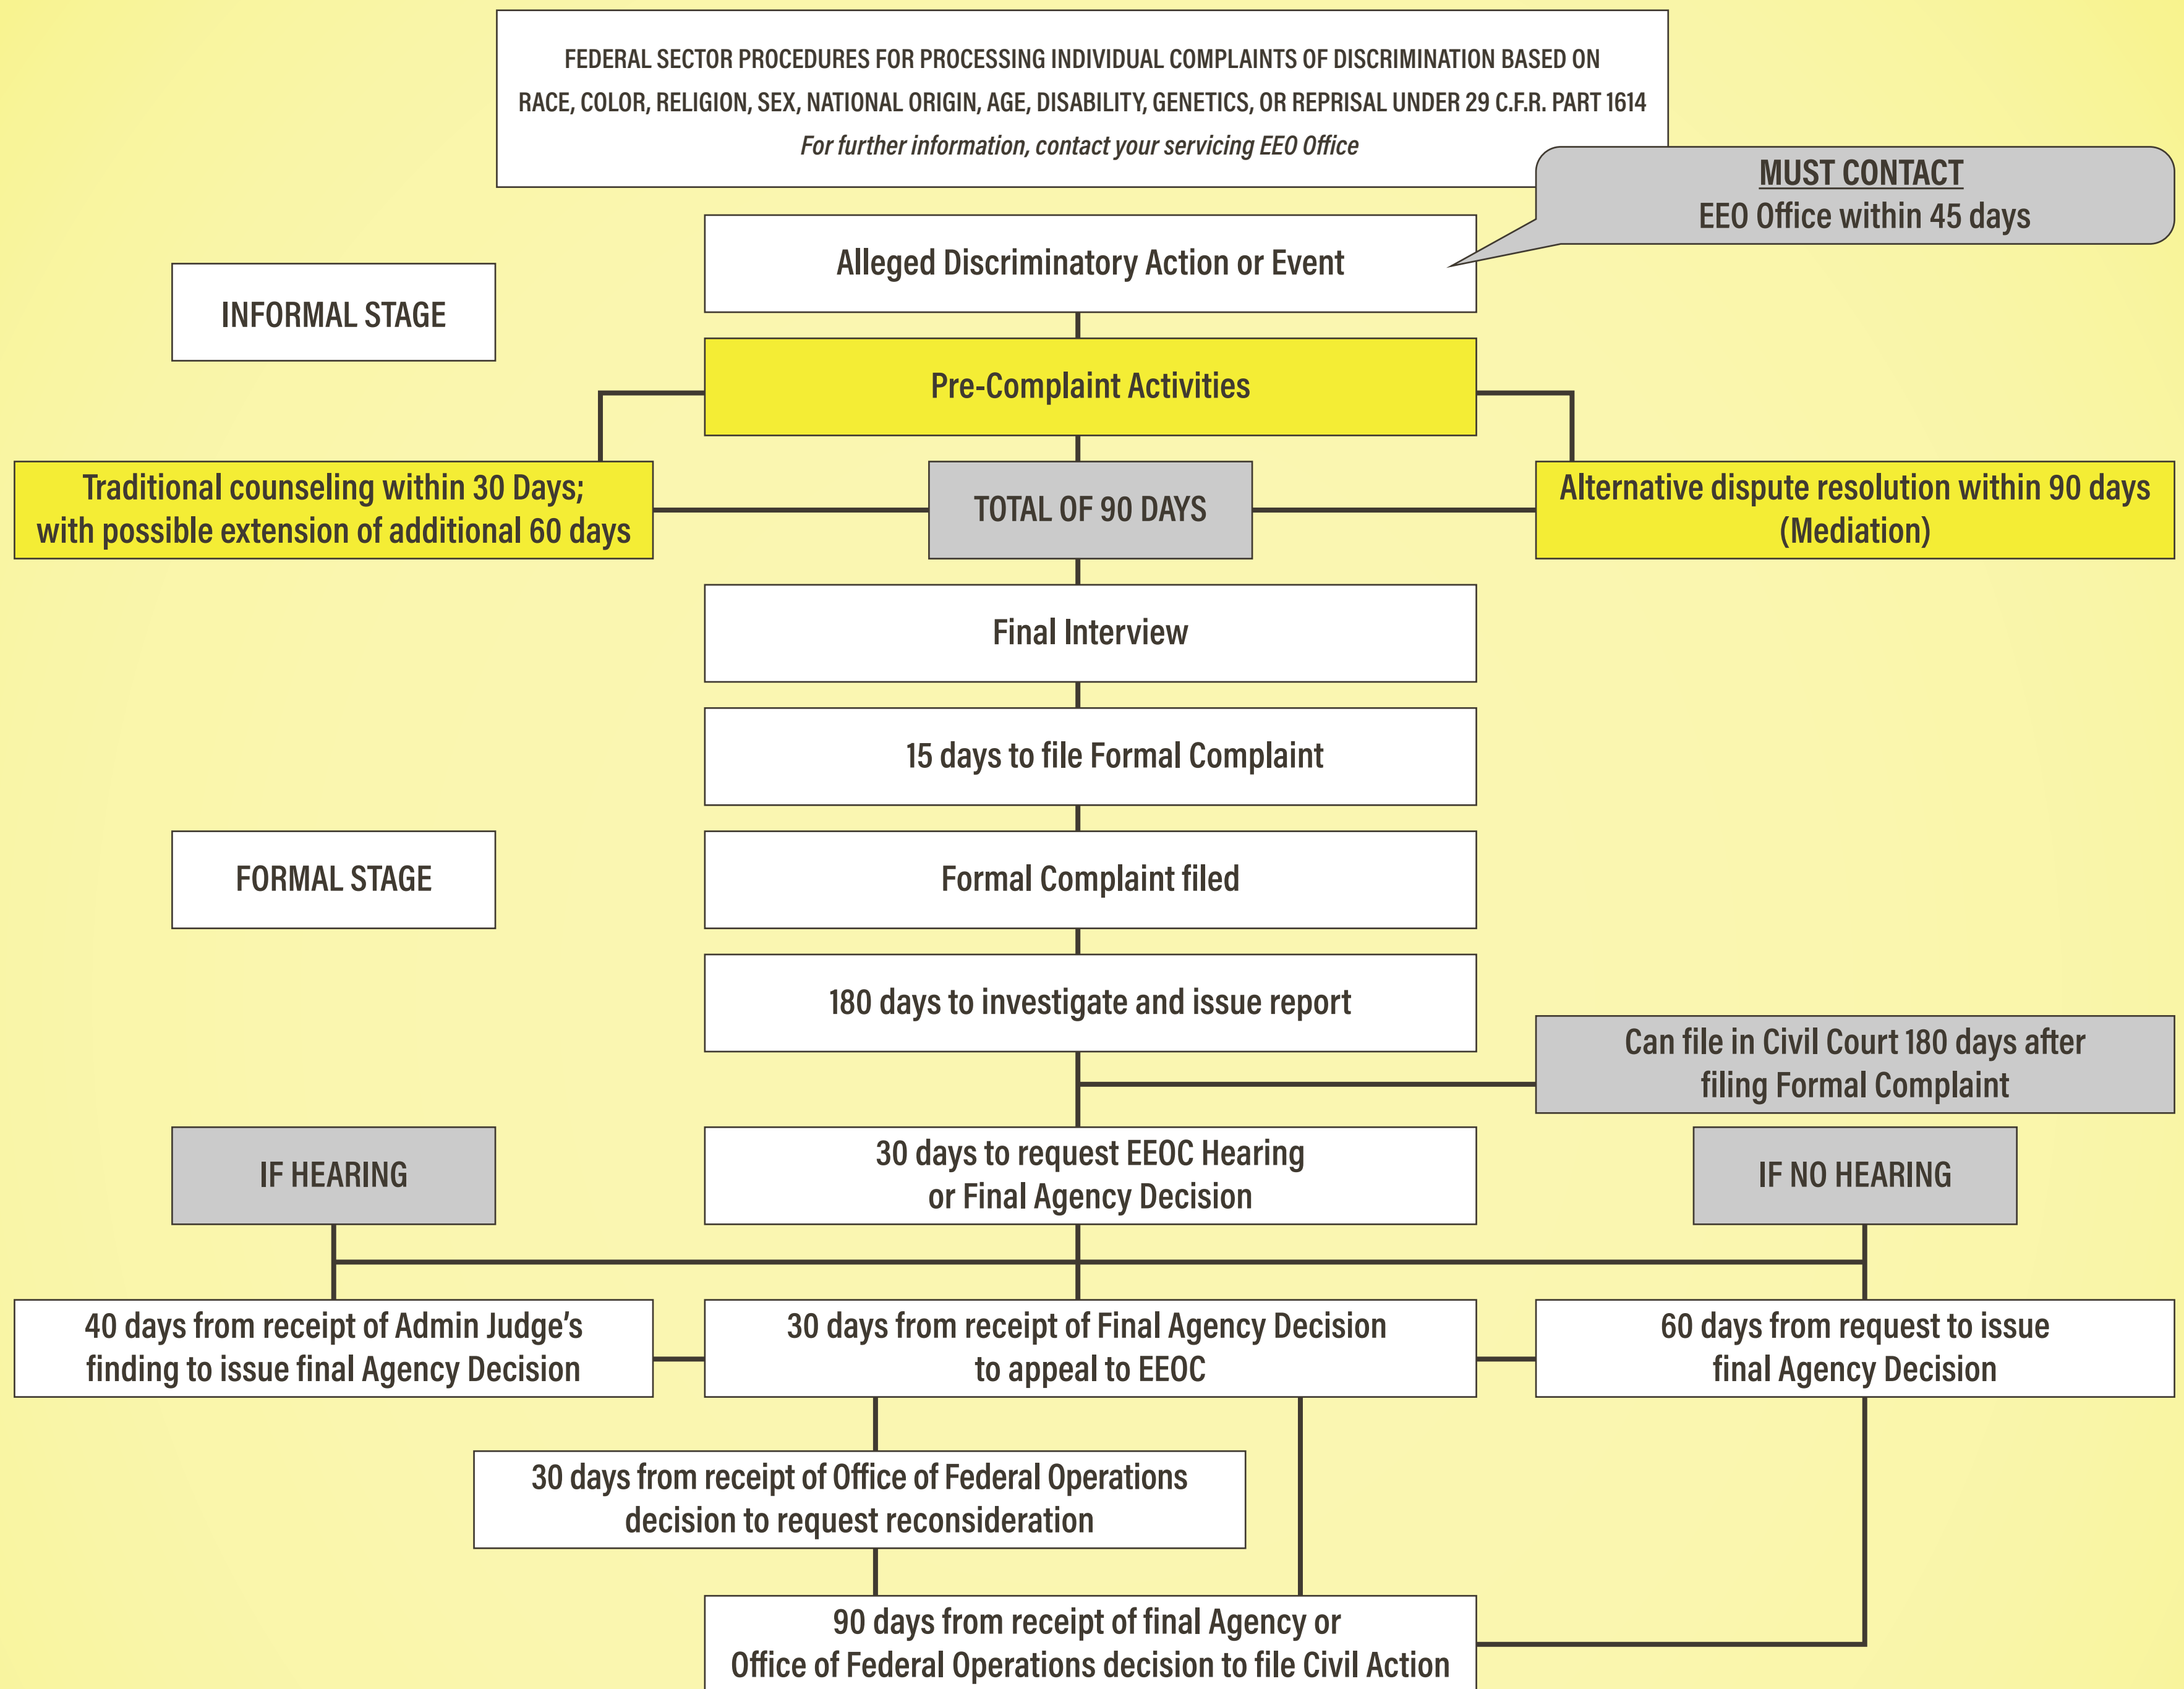 FEDERAL SECTOR PROCEDURES FOR PROCESSING INDIVIDUAL COMPLAINTS OF DISCRIMINATION BASED ON
RACE, COLOR, RELIGION, SEX, NATIONAL ORIGIN, AGE, DISABILITY, GENETICS, OR REPRISAL UNDER 29 C.F.R. PART 1614
For further information, contact your servicing EEO Office
MUST CONTACT
EEO Office within 45 days
Alleged Discriminatory Action or Event
INFORMAL STAGE
Pre-Complaint Activities
Traditional counseling within 30 Days;
with possible extension of additional 60 days
TOTAL OF 90 DAYS
Alternative dispute resolution within 90 days
(Mediation)
Final Interview
15 days to file Formal Complaint
FORMAL STAGE
Formal Complaint filed
180 days to investigate and issue report
Can file in Civil Court 180 days after
filing Formal Complaint
IF HEARING
30 days to request EEOC Hearing
or Final Agency Decision
IF NO HEARING
40 days from receipt of Admin Judge's
finding to issue final Agency Decision
30 days from receipt of Final Agency Decision
to appeal to EEOC
60 days from request to issue
final Agency Decision
30 days from receipt of Office of Federal Operations
decision to request reconsideration
90 days from receipt of final Agency or
Office of Federal Operations decision to file Civil Action